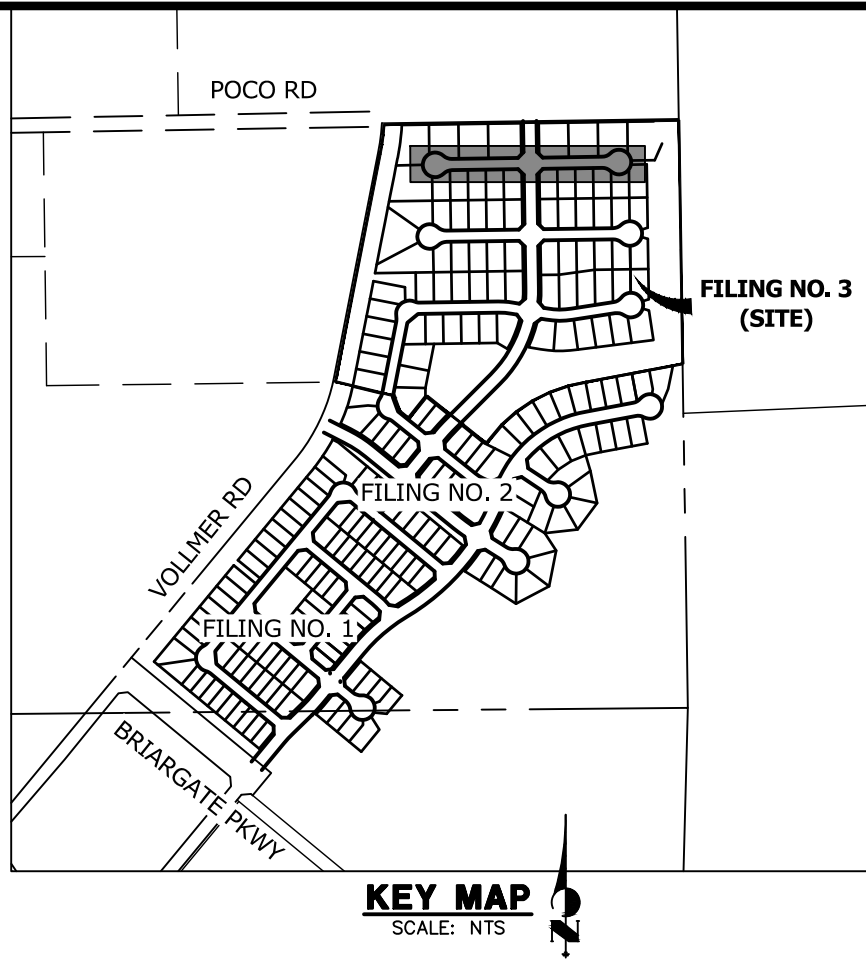 POCO RD
FILING NO. 3
(SITE)
FILING NO. 2
VOLLMER RD
FILING NO. 1
BRIARGATE PKWY
KEY MAP
SCALE: NTS
N